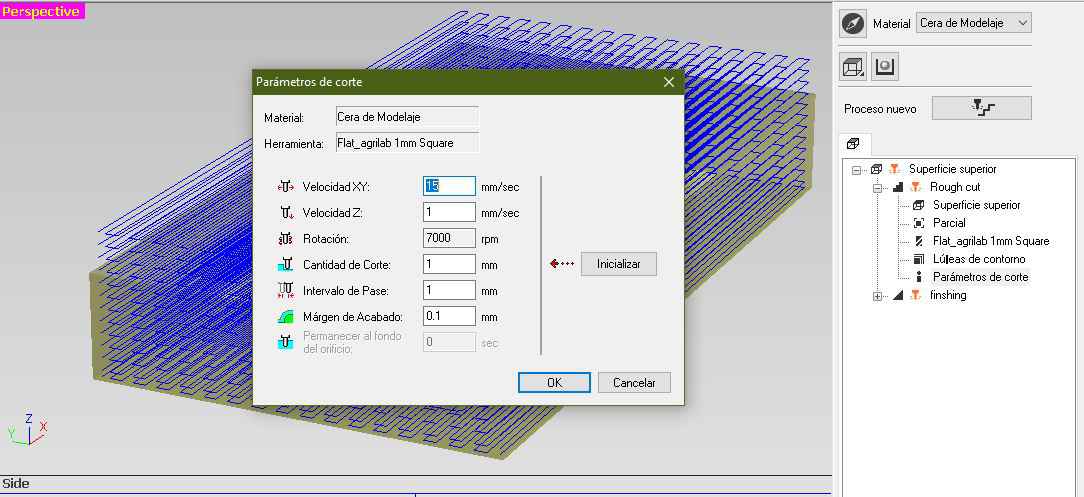 Perspective
Parámetros de corte
Material:
Cera de Modelaje
Herramienta:
Flat_agrilab 1mm Square
Velocidad XY:
15
mm/sec
Velocidad Z:
1
mm/sec
Rotación:
7000
rpm
Cantidad de Corte:
1
mm
Intervalo de Pase:
1
mm
Márgen de Acabado:
0.1
mm
Permanecer al fondo
del orificio:
0
sec
Inicializar
OK
Cancelar
Z
Y
X
Side
Material
Cera de Modelaje
Proceso nuevo
Superficie superior
Rough cut
Superficie superior
Parcial
Flat_agrilab 1mm Square
Lúleas de contorno
Parámetros de corte
finshing